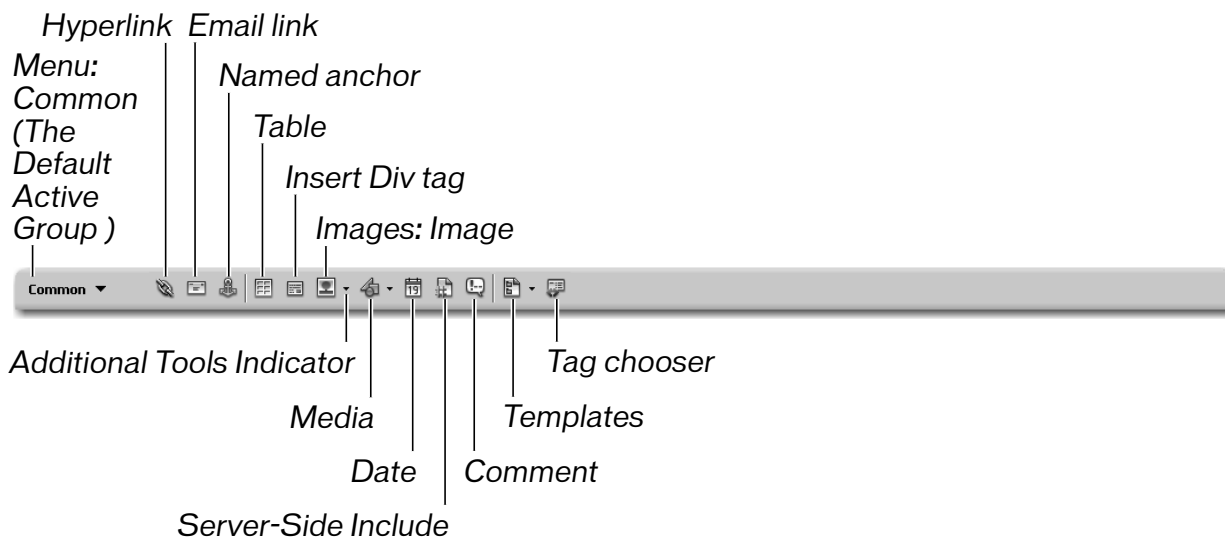 Hyperlink Email link
Menu:
Common
(The
Default
Active
Group )
Named anchor
Table
Insert Div tag
Images: Image
Common
19
Additional Tools Indicator
Tag chooser
Media
Templates
Date
Comment
Server-Side Include